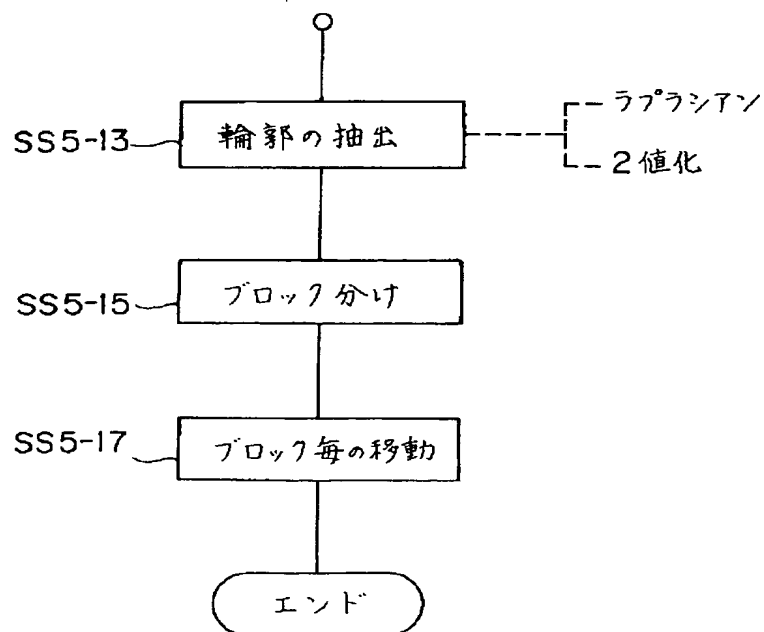 SS5-13
輪郭の抽出
ラプラシアン
2値化
SS5-15
ブロック分け
SS5-17
ブロック毎の移動
エンド